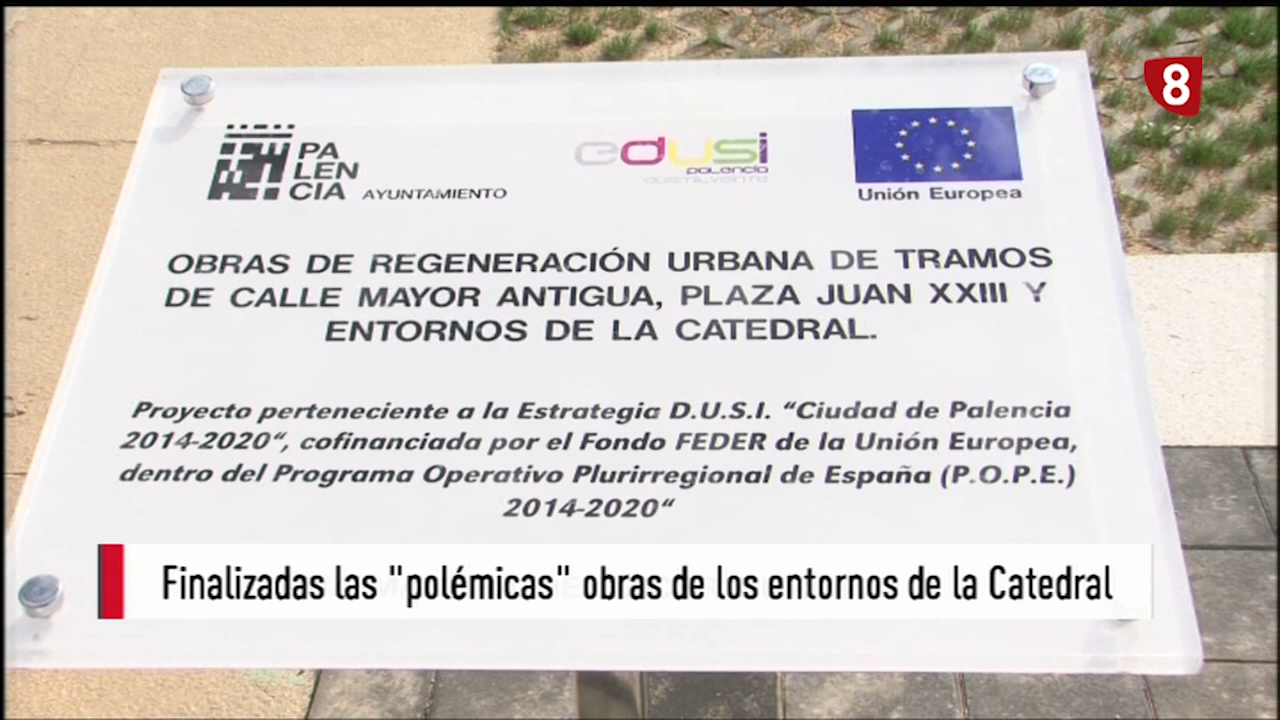 8
PA
LEN
CIA AYUNTAMIENTO
edusi
palencia
Unión Europea
OBRAS DE REGENERACIÓN URBANA DE TRAMOS
DE CALLE MAYOR ANTIGUA, PLAZA JUAN XXIII Y
ENTORNOS DE LA CATEDRAL.
Proyecto perteneciente a la Estrategia D.U.S.I. “Ciudad de Palencia
2014-2020“, cofinanciada por el Fondo FEDER de la Unión Europea,
dentro del Programa Operativo Plurirregional de España (P.O.P.E.)
2014-2020“
Finalizadas las "polémicas" obras de los entornos de la Catedral